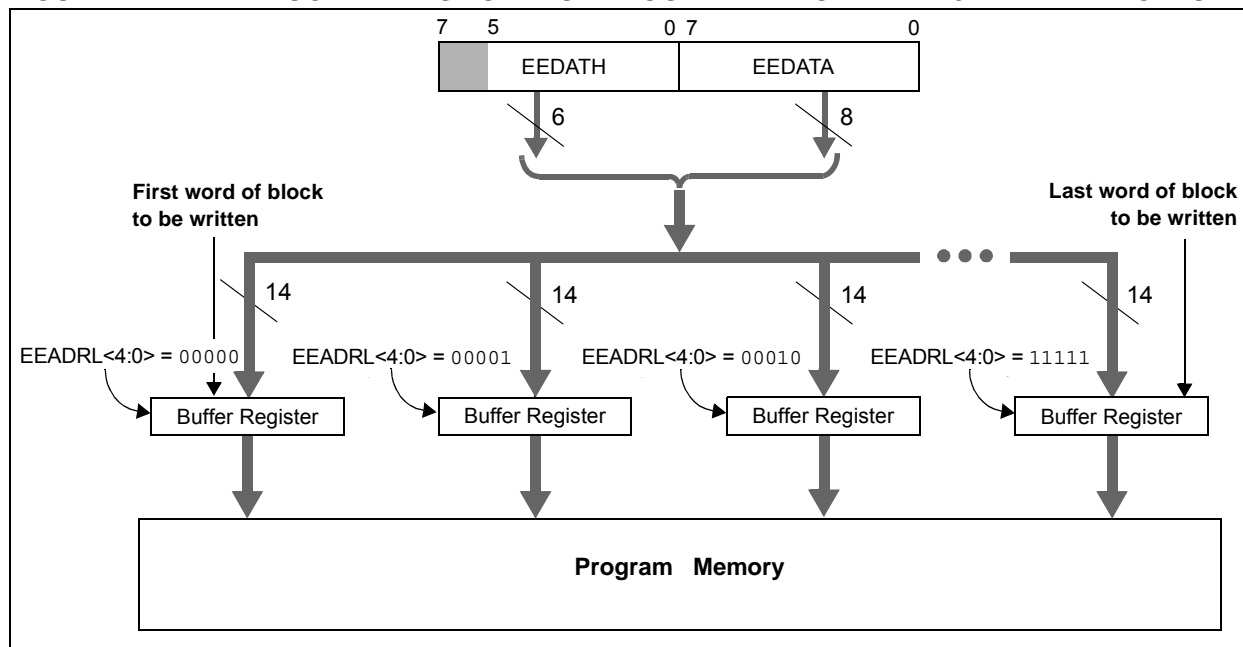 7 5 0 7 0
EEDATH EEDATA
6 8
First word of block
to be written
Last word of block
to be written
14 14 14 14
EEADRL<4:0> = 00000 EEADRL<4:0> = 00001 EEADRL<4:0> = 00010 EEADRL<4:0> = 11111
Buffer Register Buffer Register Buffer Register Buffer Register
Program Memory